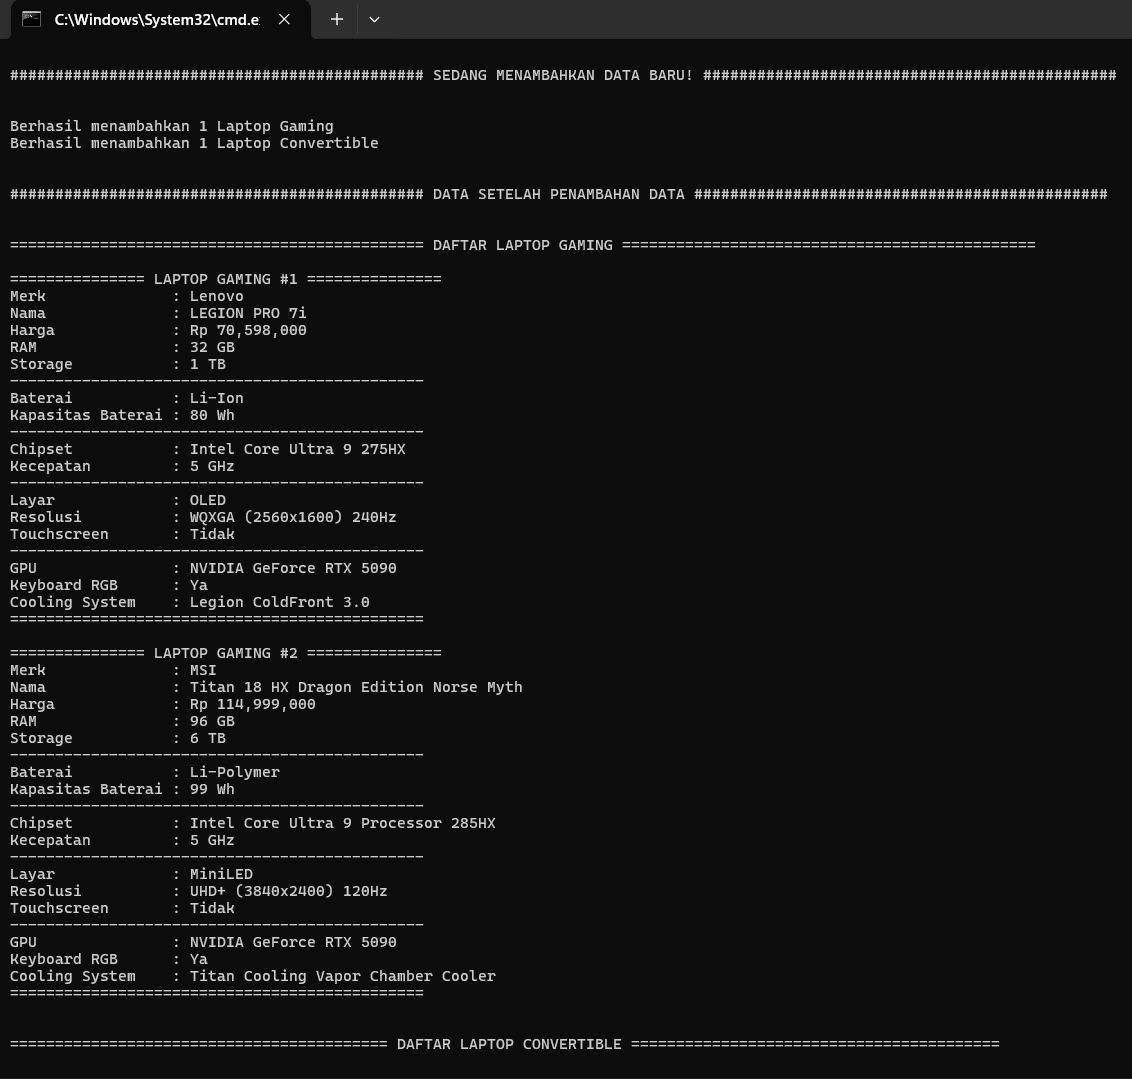 C:\Windows\System32\cmd.e
############################################## SEDANG MENAMBAHKAN DATA BARU! ##############################################
Berhasil menambahkan 1 Laptop Gaming
Berhasil menambahkan 1 Laptop Convertible
############################################## DATA SETELAH PENAMBAHAN DATA ##############################################
============================================== DAFTAR LAPTOP GAMING ==============================================
=============== LAPTOP GAMING #1 ===============
Merk              : Lenovo
Nama              : LEGION PRO 7i
Harga             : Rp 70,598,000
RAM               : 32 GB
Storage           : 1 TB
----------------------------------------------
Baterai           : Li-Ion
Kapasitas Baterai : 80 Wh
----------------------------------------------
Chipset           : Intel Core Ultra 9 275HX
Kecepatan         : 5 GHz
----------------------------------------------
Layar             : OLED
Resolusi          : WQXGA (2560x1600) 240Hz
Touchscreen       : Tidak
----------------------------------------------
GPU               : NVIDIA GeForce RTX 5090
Keyboard RGB      : Ya
Cooling System    : Legion ColdFront 3.0
==============================================
=============== LAPTOP GAMING #2 ===============
Merk              : MSI
Nama              : Titan 18 HX Dragon Edition Norse Myth
Harga             : Rp 114,999,000
RAM               : 96 GB
Storage           : 6 TB
----------------------------------------------
Baterai           : Li-Polymer
Kapasitas Baterai : 99 Wh
----------------------------------------------
Chipset           : Intel Core Ultra 9 Processor 285HX
Kecepatan         : 5 GHz
----------------------------------------------
Layar             : MiniLED
Resolusi          : UHD+ (3840x2400) 120Hz
Touchscreen       : Tidak
----------------------------------------------
GPU               : NVIDIA GeForce RTX 5090
Keyboard RGB      : Ya
Cooling System    : Titan Cooling Vapor Chamber Cooler
==============================================
========================================== DAFTAR LAPTOP CONVERTIBLE =========================================